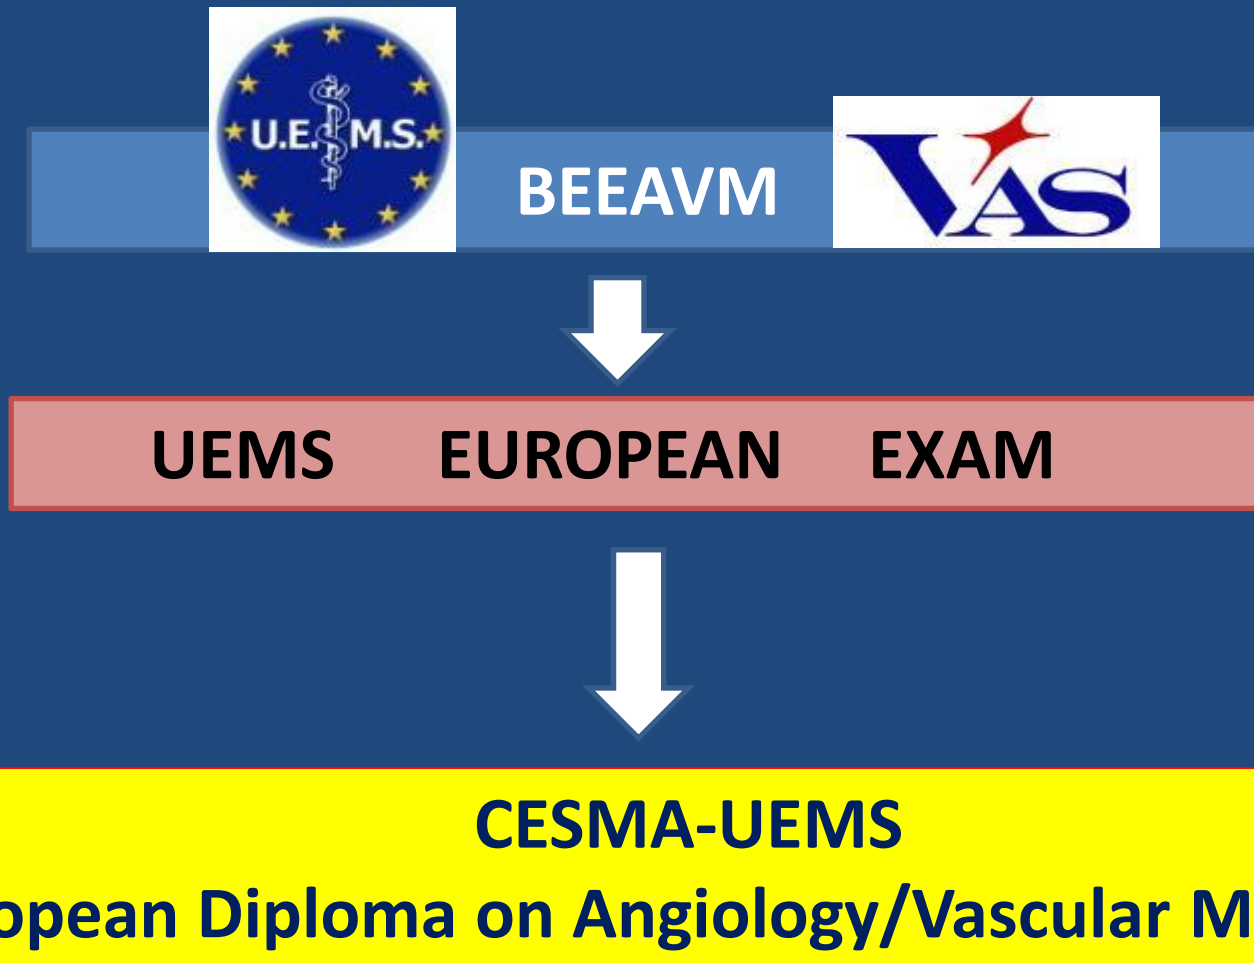 U.E.M.S.
BEEAVM
VAS
UEMS EUROPEAN EXAM
CESMA-UEMS
opean Diploma on Angiology/Vascular M